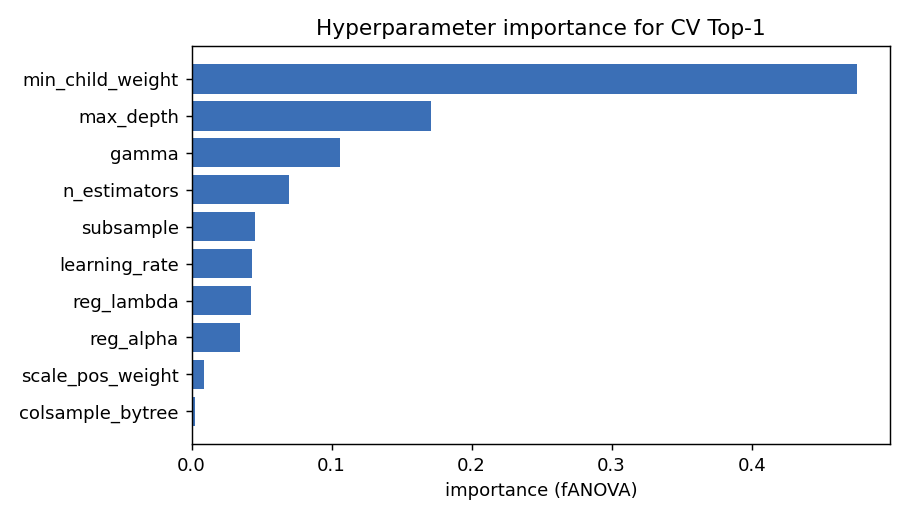 Hyperparameter importance for CV Top-1
min_child_weight
max_depth
gamma
n_estimators
subsample
learning_rate
reg_lambda
reg_alpha
scale_pos_weight
colsample_bytree
0.0 0.1 0.2 0.3 0.4
importance (fANOVA)